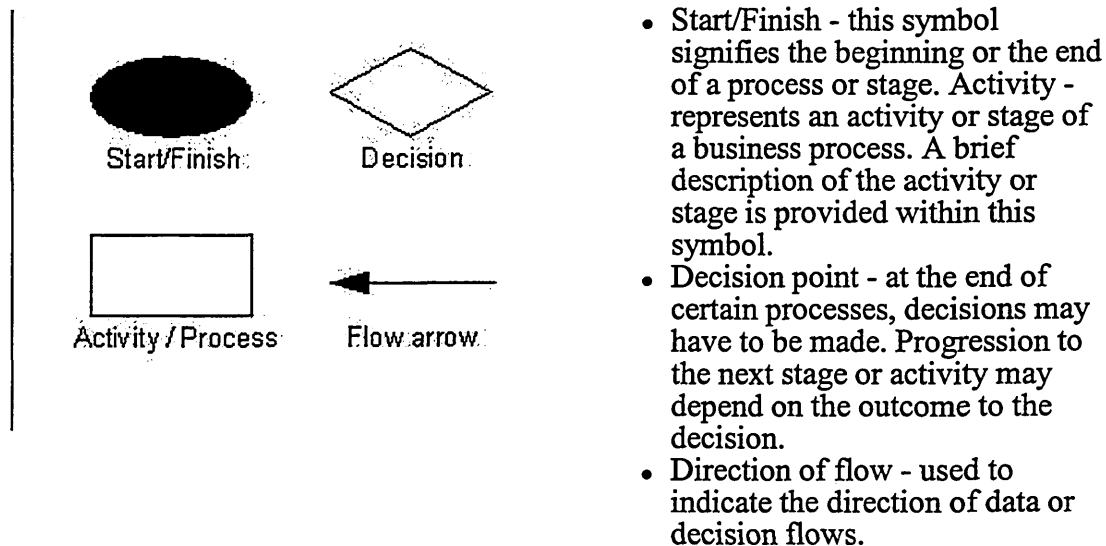 Start/Finish
Decision
Activity / Process
Flow arrow
• Start/Finish - this symbol
signifies the beginning or the end
of a process or stage. Activity -
represents an activity or stage of
a business process. A brief
description of the activity or
stage is provided within this
symbol.
• Decision point - at the end of
certain processes, decisions may
have to be made. Progression to
the next stage or activity may
depend on the outcome to the
decision.
• Direction of flow - used to
indicate the direction of data or
decision flows.